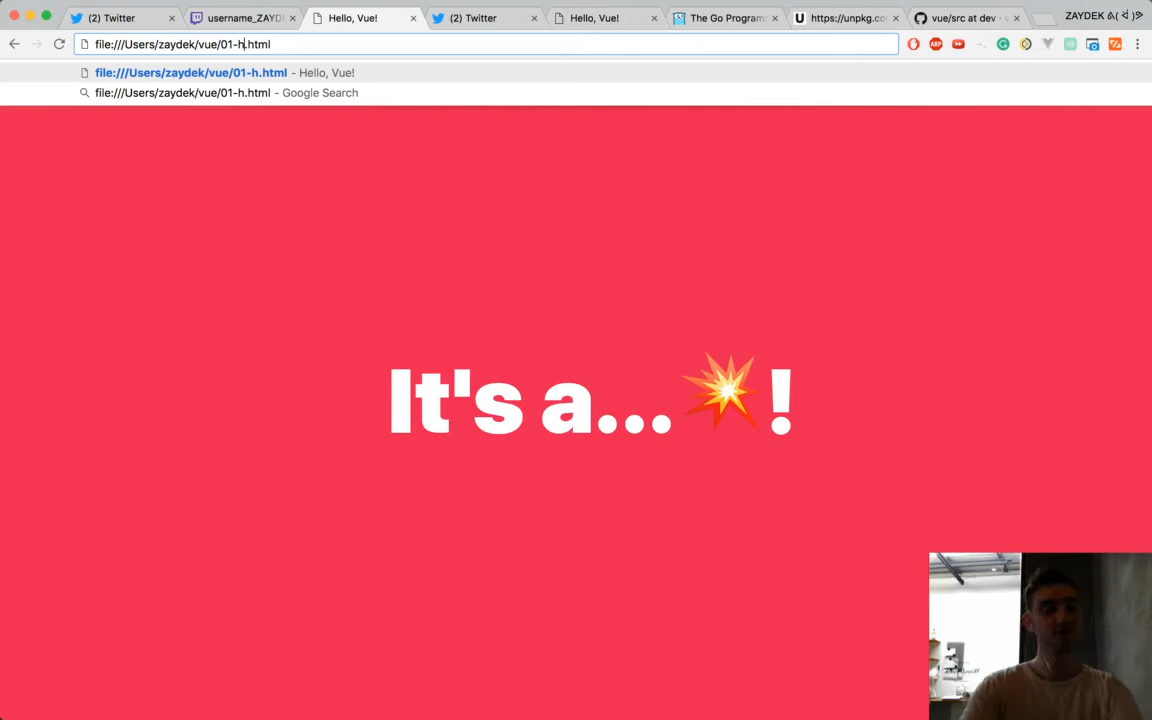 (2) Twitter
username_ZAYD
Hello, Vue!
(2) Twitter
Hello, Vue!
The Go Program
https://unpkg.co
vue/src at dev ·
ZAYDEK
file:///Users/zaydek/vue/01-h.html
ABP
file:///Users/zaydek/vue/01-h.html - Hello, Vue!
file:///Users/zaydek/vue/01-h.html - Google Search
It's a...💥!